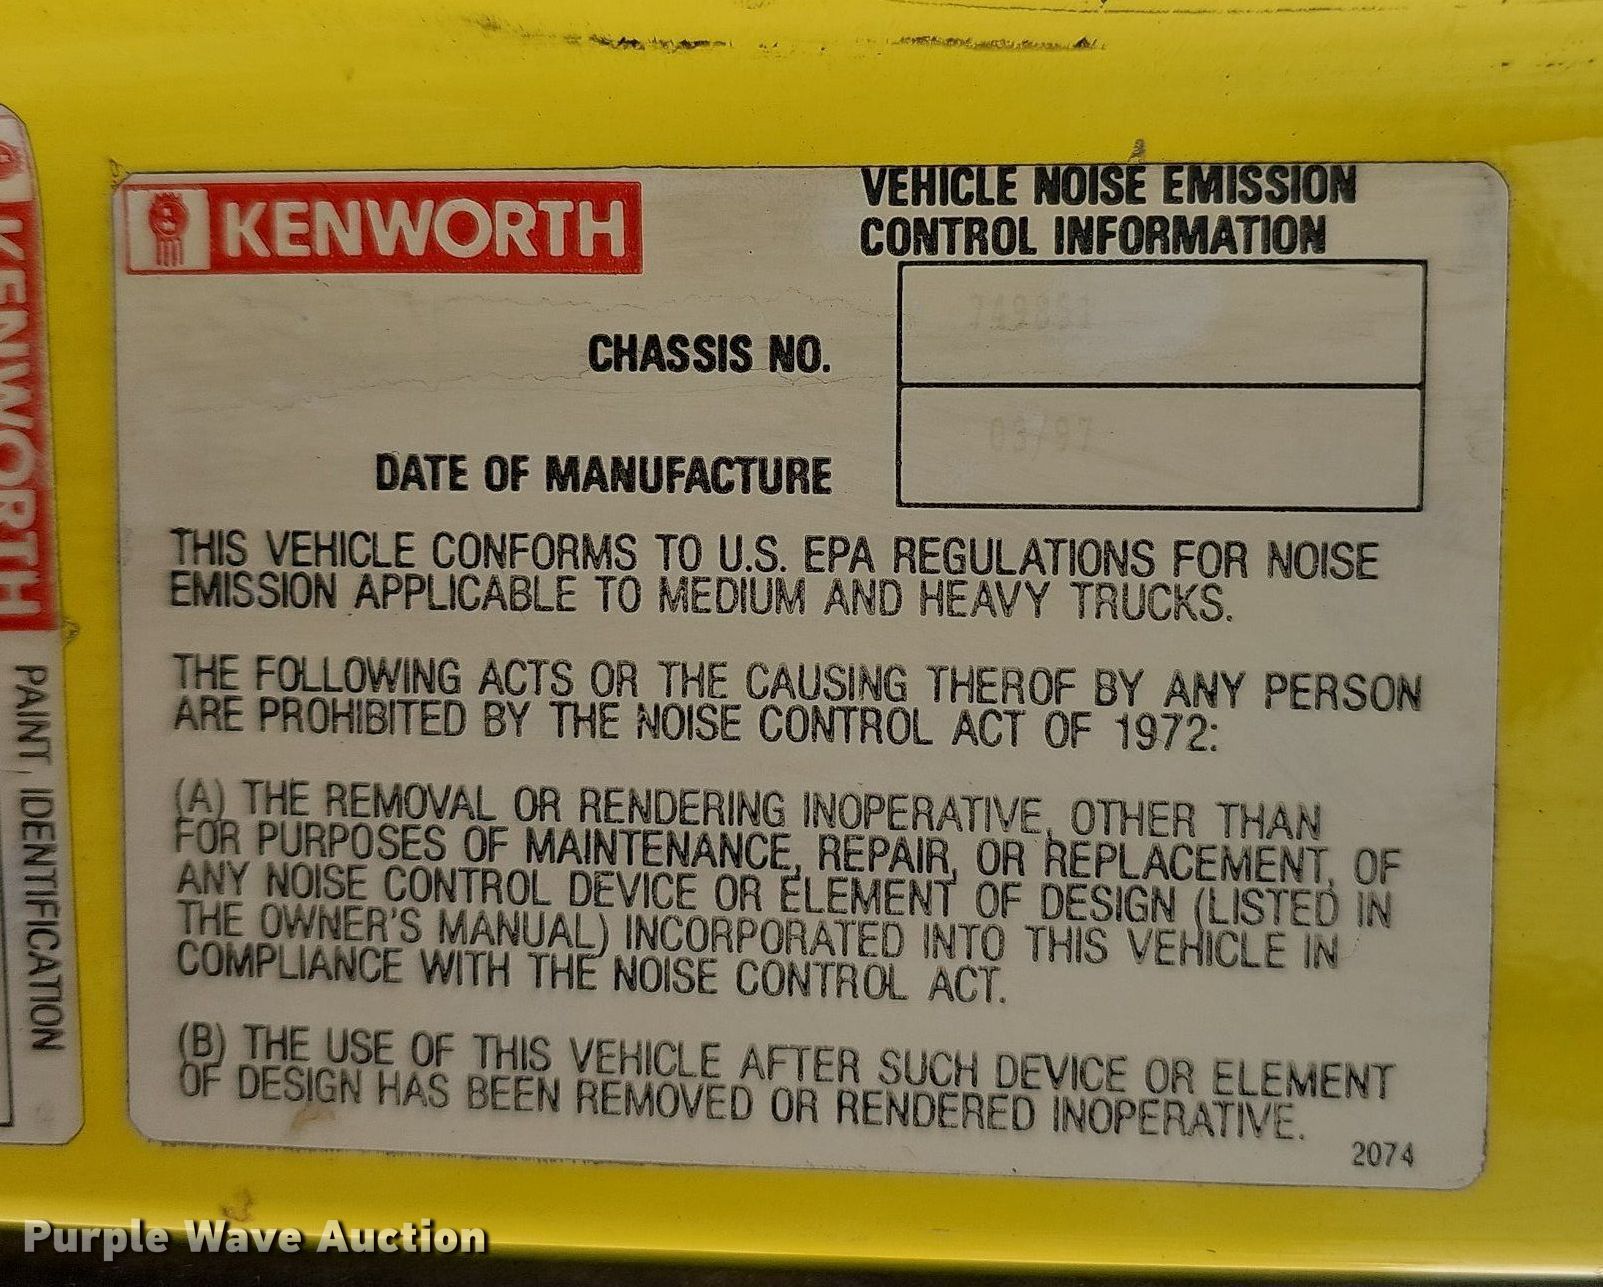 KENWORTH
VEHICLE NOISE EMISSION
CONTROL INFORMATION
CHASSIS NO.
DATE OF MANUFACTURE
03/97
THIS VEHICLE CONFORMS TO U.S. EPA REGULATIONS FOR NOISE
EMISSION APPLICABLE TO MEDIUM AND HEAVY TRUCKS.
THE FOLLOWING ACTS OR THE CAUSING THEROF BY ANY PERSON
ARE PROHIBITED BY THE NOISE CONTROL ACT OF 1972:
(A) THE REMOVAL OR RENDERING INOPERATIVE, OTHER THAN
FOR PURPOSES OF MAINTENANCE, REPAIR, OR REPLACEMENT, OF
ANY NOISE CONTROL DEVICE OR ELEMENT OF DESIGN (LISTED IN
THE OWNER'S MANUAL) INCORPORATED INTO THIS VEHICLE IN
COMPLIANCE WITH THE NOISE CONTROL ACT.
(B) THE USE OF THIS VEHICLE AFTER SUCH DEVICE OR ELEMENT
OF DESIGN HAS BEEN REMOVED OR RENDERED INOPERATIVE.
2074
KENWORTH
PAINT IDENTIFICATION
Purple Wave Auction